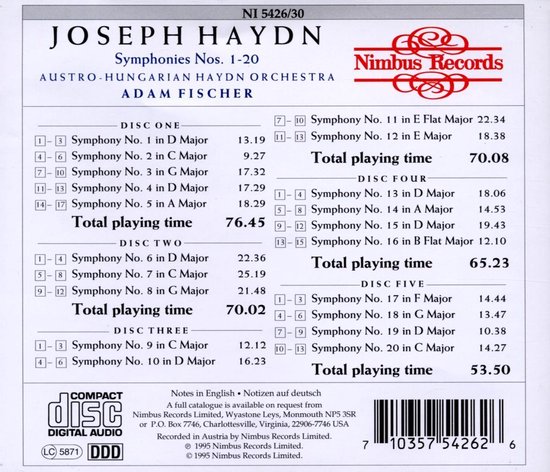 NI 5426/30
JOSEPH HAYDN
Symphonies Nos. 1-20
AUSTRO-HUNGARIAN HAYDN ORCHESTRA
ADAM FISCHER
Nimbus Records
DISC ONE
1 - 3 Symphony No. 1 in D Major 13.19
4 - 6 Symphony No. 2 in C Major 9.27
7 - 10 Symphony No. 3 in G Major 17.32
11 - 13 Symphony No. 4 in D Major 17.29
14 - 17 Symphony No. 5 in A Major 18.29
Total playing time 76.45
DISC TWO
1 - 4 Symphony No. 6 in D Major 22.36
5 - 8 Symphony No. 7 in C Major 25.19
9 - 12 Symphony No. 8 in G Major 21.48
Total playing time 70.02
DISC THREE
1 - 3 Symphony No. 9 in C Major 12.12
4 - 6 Symphony No. 10 in D Major 16.23
7 - 10 Symphony No. 11 in E Flat Major 22.34
11 - 13 Symphony No. 12 in E Major 18.38
Total playing time 70.08
DISC FOUR
1 - 4 Symphony No. 13 in D Major 18.06
5 - 8 Symphony No. 14 in A Major 14.53
9 - 12 Symphony No. 15 in D Major 19.43
13 - 15 Symphony No. 16 in B Flat Major 12.10
Total playing time 65.23
DISC FIVE
1 - 3 Symphony No. 17 in F Major 14.44
4 - 6 Symphony No. 18 in G Major 13.47
7 - 9 Symphony No. 19 in D Major 10.38
10 - 13 Symphony No. 20 in C Major 14.27
Total playing time 53.50
COMPACT
disc
DIGITAL AUDIO
LC 5871
DDD
Notes in English • Notizen auf deutsch
A full catalogue is available on request from
Nimbus Records Limited, Wyastone Leys, Monmouth NP5 3SR
or P.O. Box 7746, Charlottesville, Virginia, 22906-7746 USA
Recorded in Austria by Nimbus Records Limited.
℗ 1995 Nimbus Records Limited
© 1995 Nimbus Records Limited
7 10357 54262 6